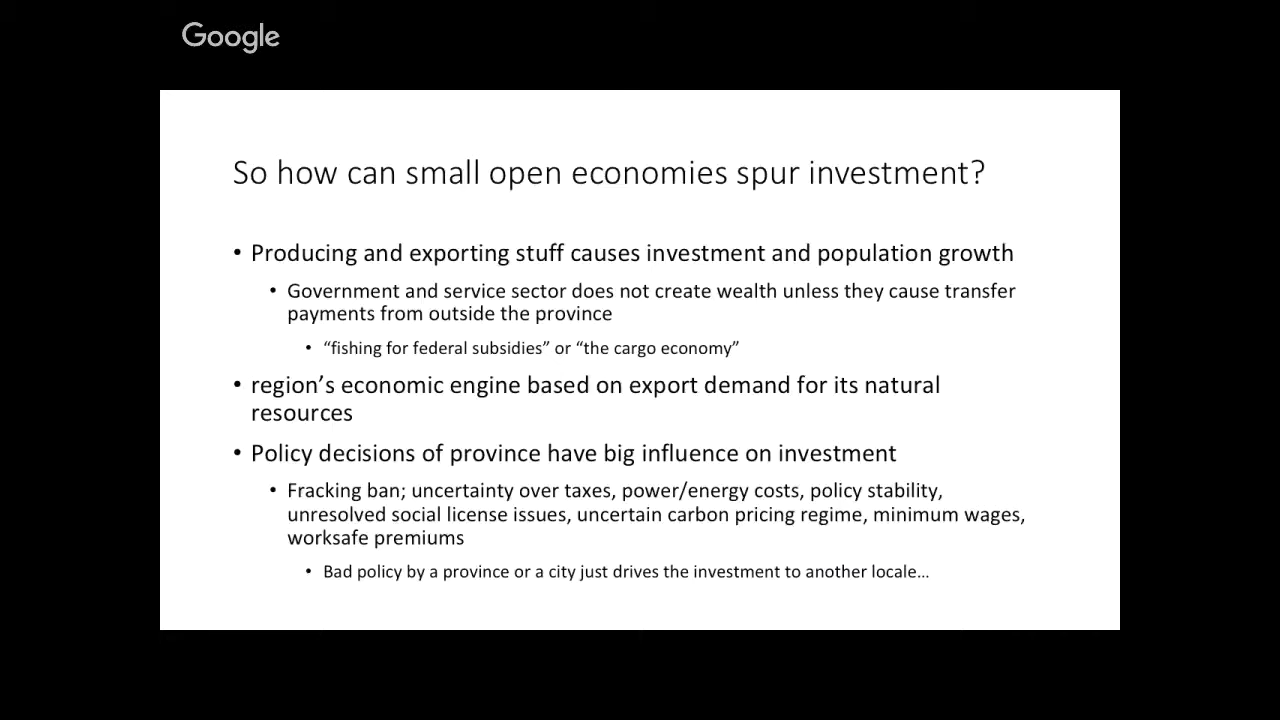 Google
So how can small open economies spur investment?
• Producing and exporting stuff causes investment and population growth
• Government and service sector does not create wealth unless they cause transfer
payments from outside the province
• “fishing for federal subsidies” or “the cargo economy”
• region’s economic engine based on export demand for its natural
resources
• Policy decisions of province have big influence on investment
• Fracking ban; uncertainty over taxes, power/energy costs, policy stability,
unresolved social license issues, uncertain carbon pricing regime, minimum wages,
worksafe premiums
• Bad policy by a province or a city just drives the investment to another locale…